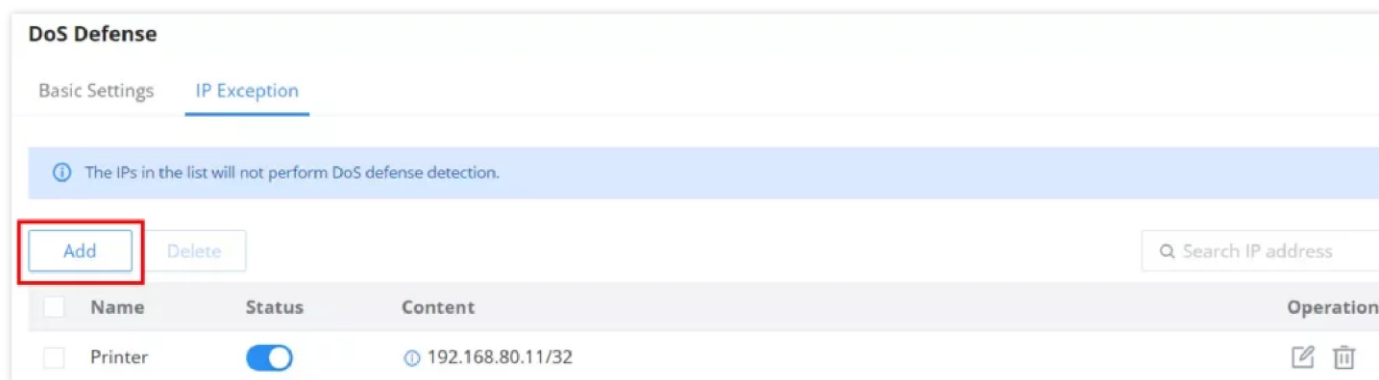 DoS Defense
Basic Settings IP Exception
The IPs in the list will not perform DoS defense detection.
Add Delete Search IP address
Name Status Content Operation
Printer 192.168.80.11/32